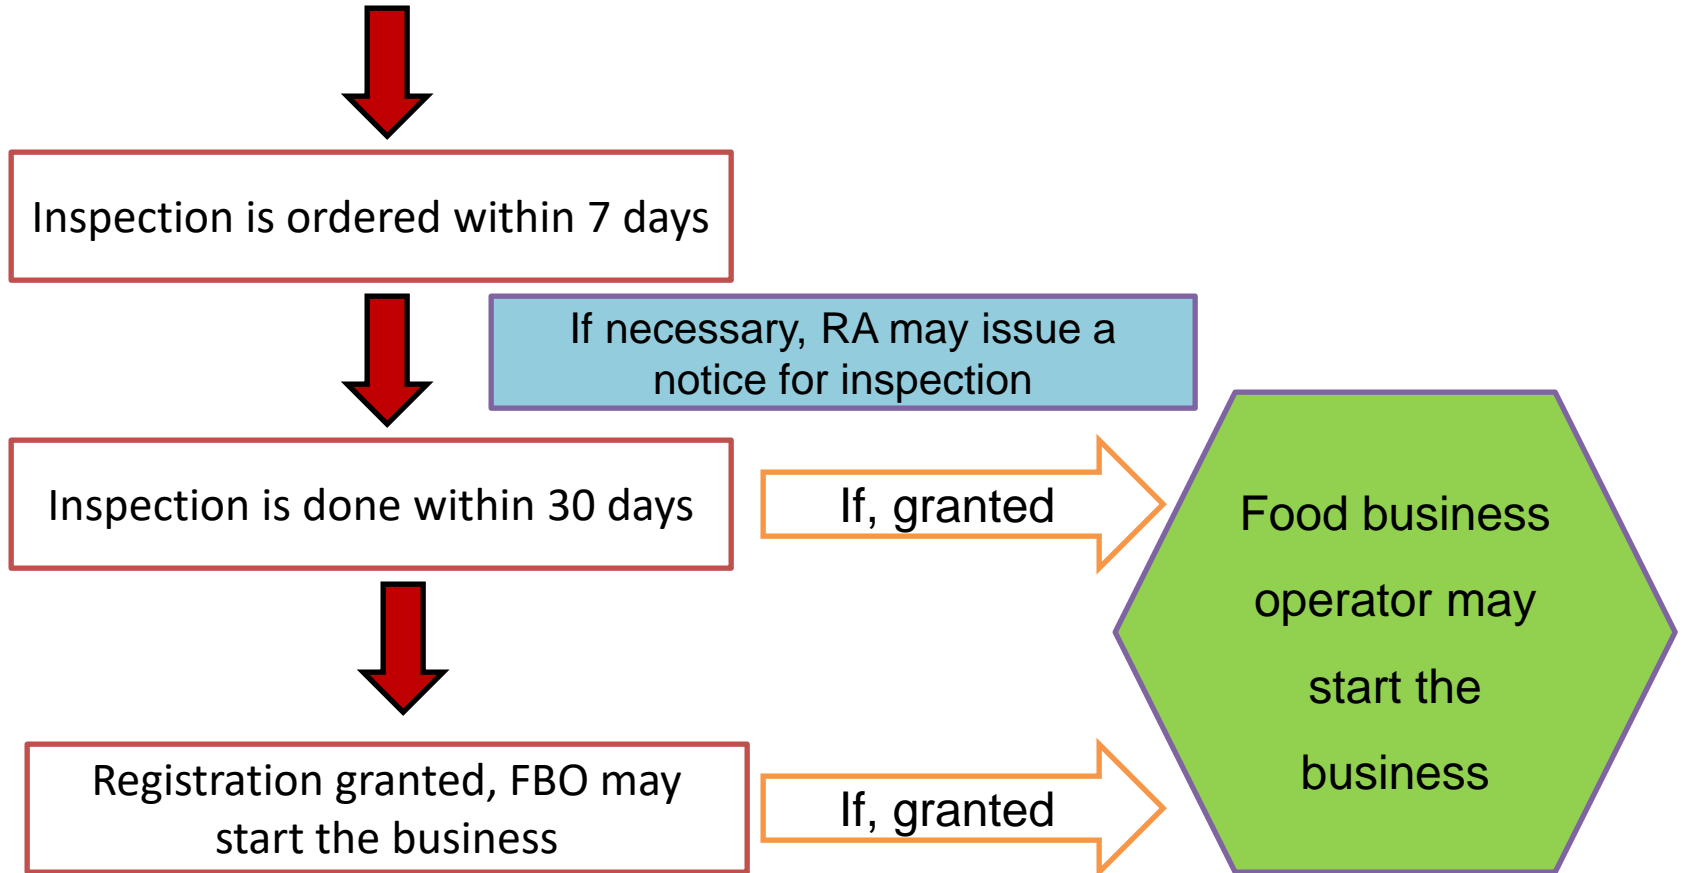 Inspection is ordered within 7 days
If necessary, RA may issue a
notice for inspection
Inspection is done within 30 days
If, granted
Food business
operator may
start the
business
Registration granted, FBO may
start the business
If, granted